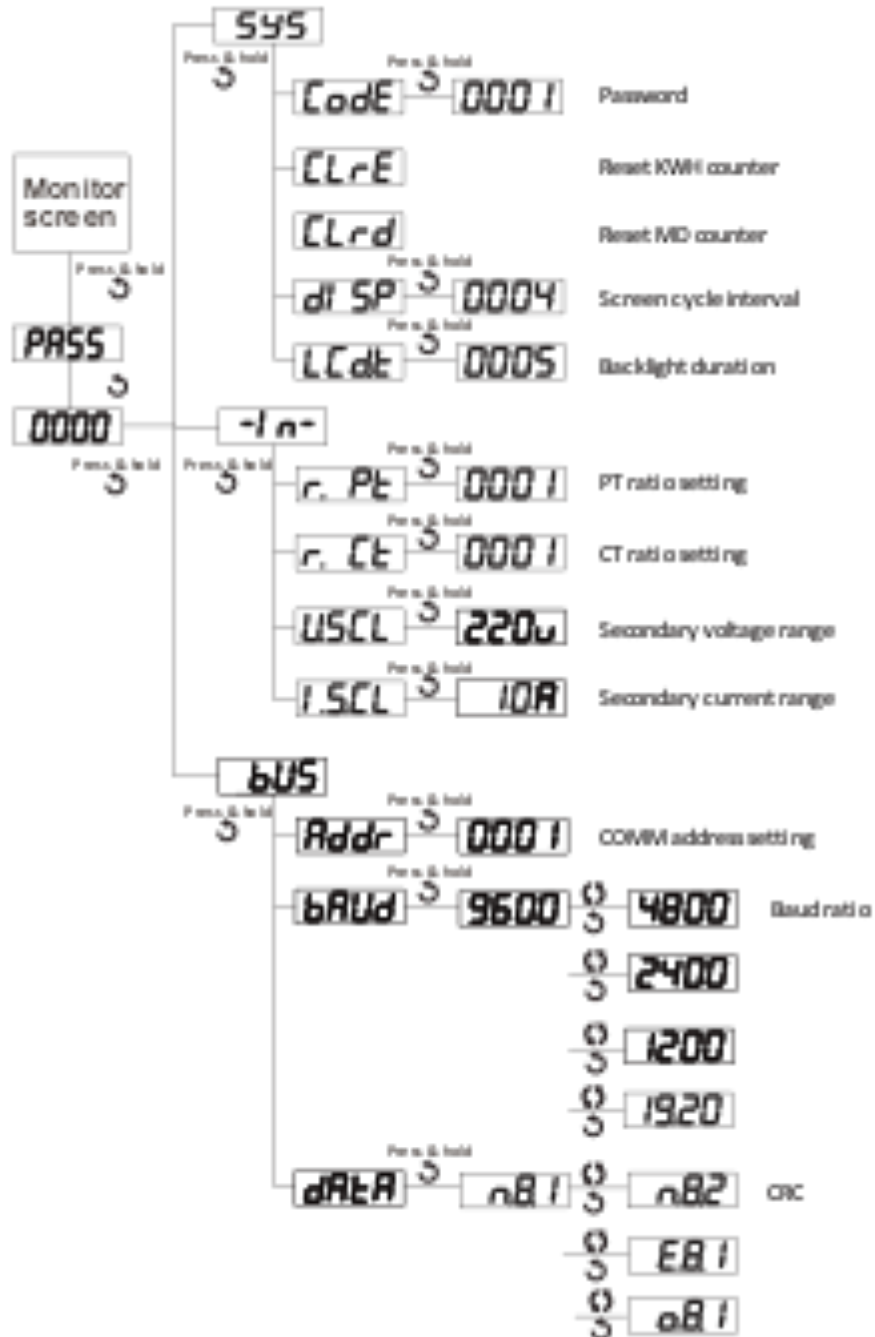 SYS
Press & hold
Press & hold
CodE 0001 Password
Monitor
screen
CLrE Reset KWH counter
CLrd Reset MD counter
Press & hold
Press & hold
dISP 0004 Screen cycle interval
Press & hold
PASS
LCdt 0005 Backlight duration
0000
-In-
Press & hold
Press & hold
Press & hold
r. Pt 0001 PT ratio setting
Press & hold
r. Ct 0001 CT ratio setting
Press & hold
U.SCL 220v Secondary voltage range
Press & hold
I.SCL 1.0A Secondary current range
bUS
Press & hold
Press & hold
Addr 0001 COMM address setting
Press & hold
bAUd 9600 4800 Baud ratio
2400
1200
19.20
Press & hold
dAtA n.8.1 n.8.2 CRC
E.8.1
o.8.1